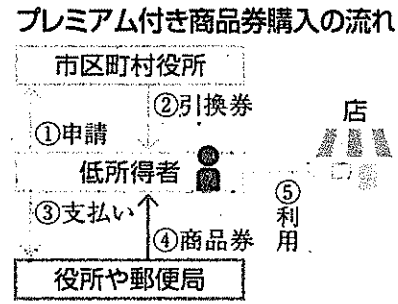 プレミアム付き商品券購入の流れ
市区町村役所
②引換券
店
①申請
低所得者
③支払い
⑤利用
④商品券
役所や郵便局